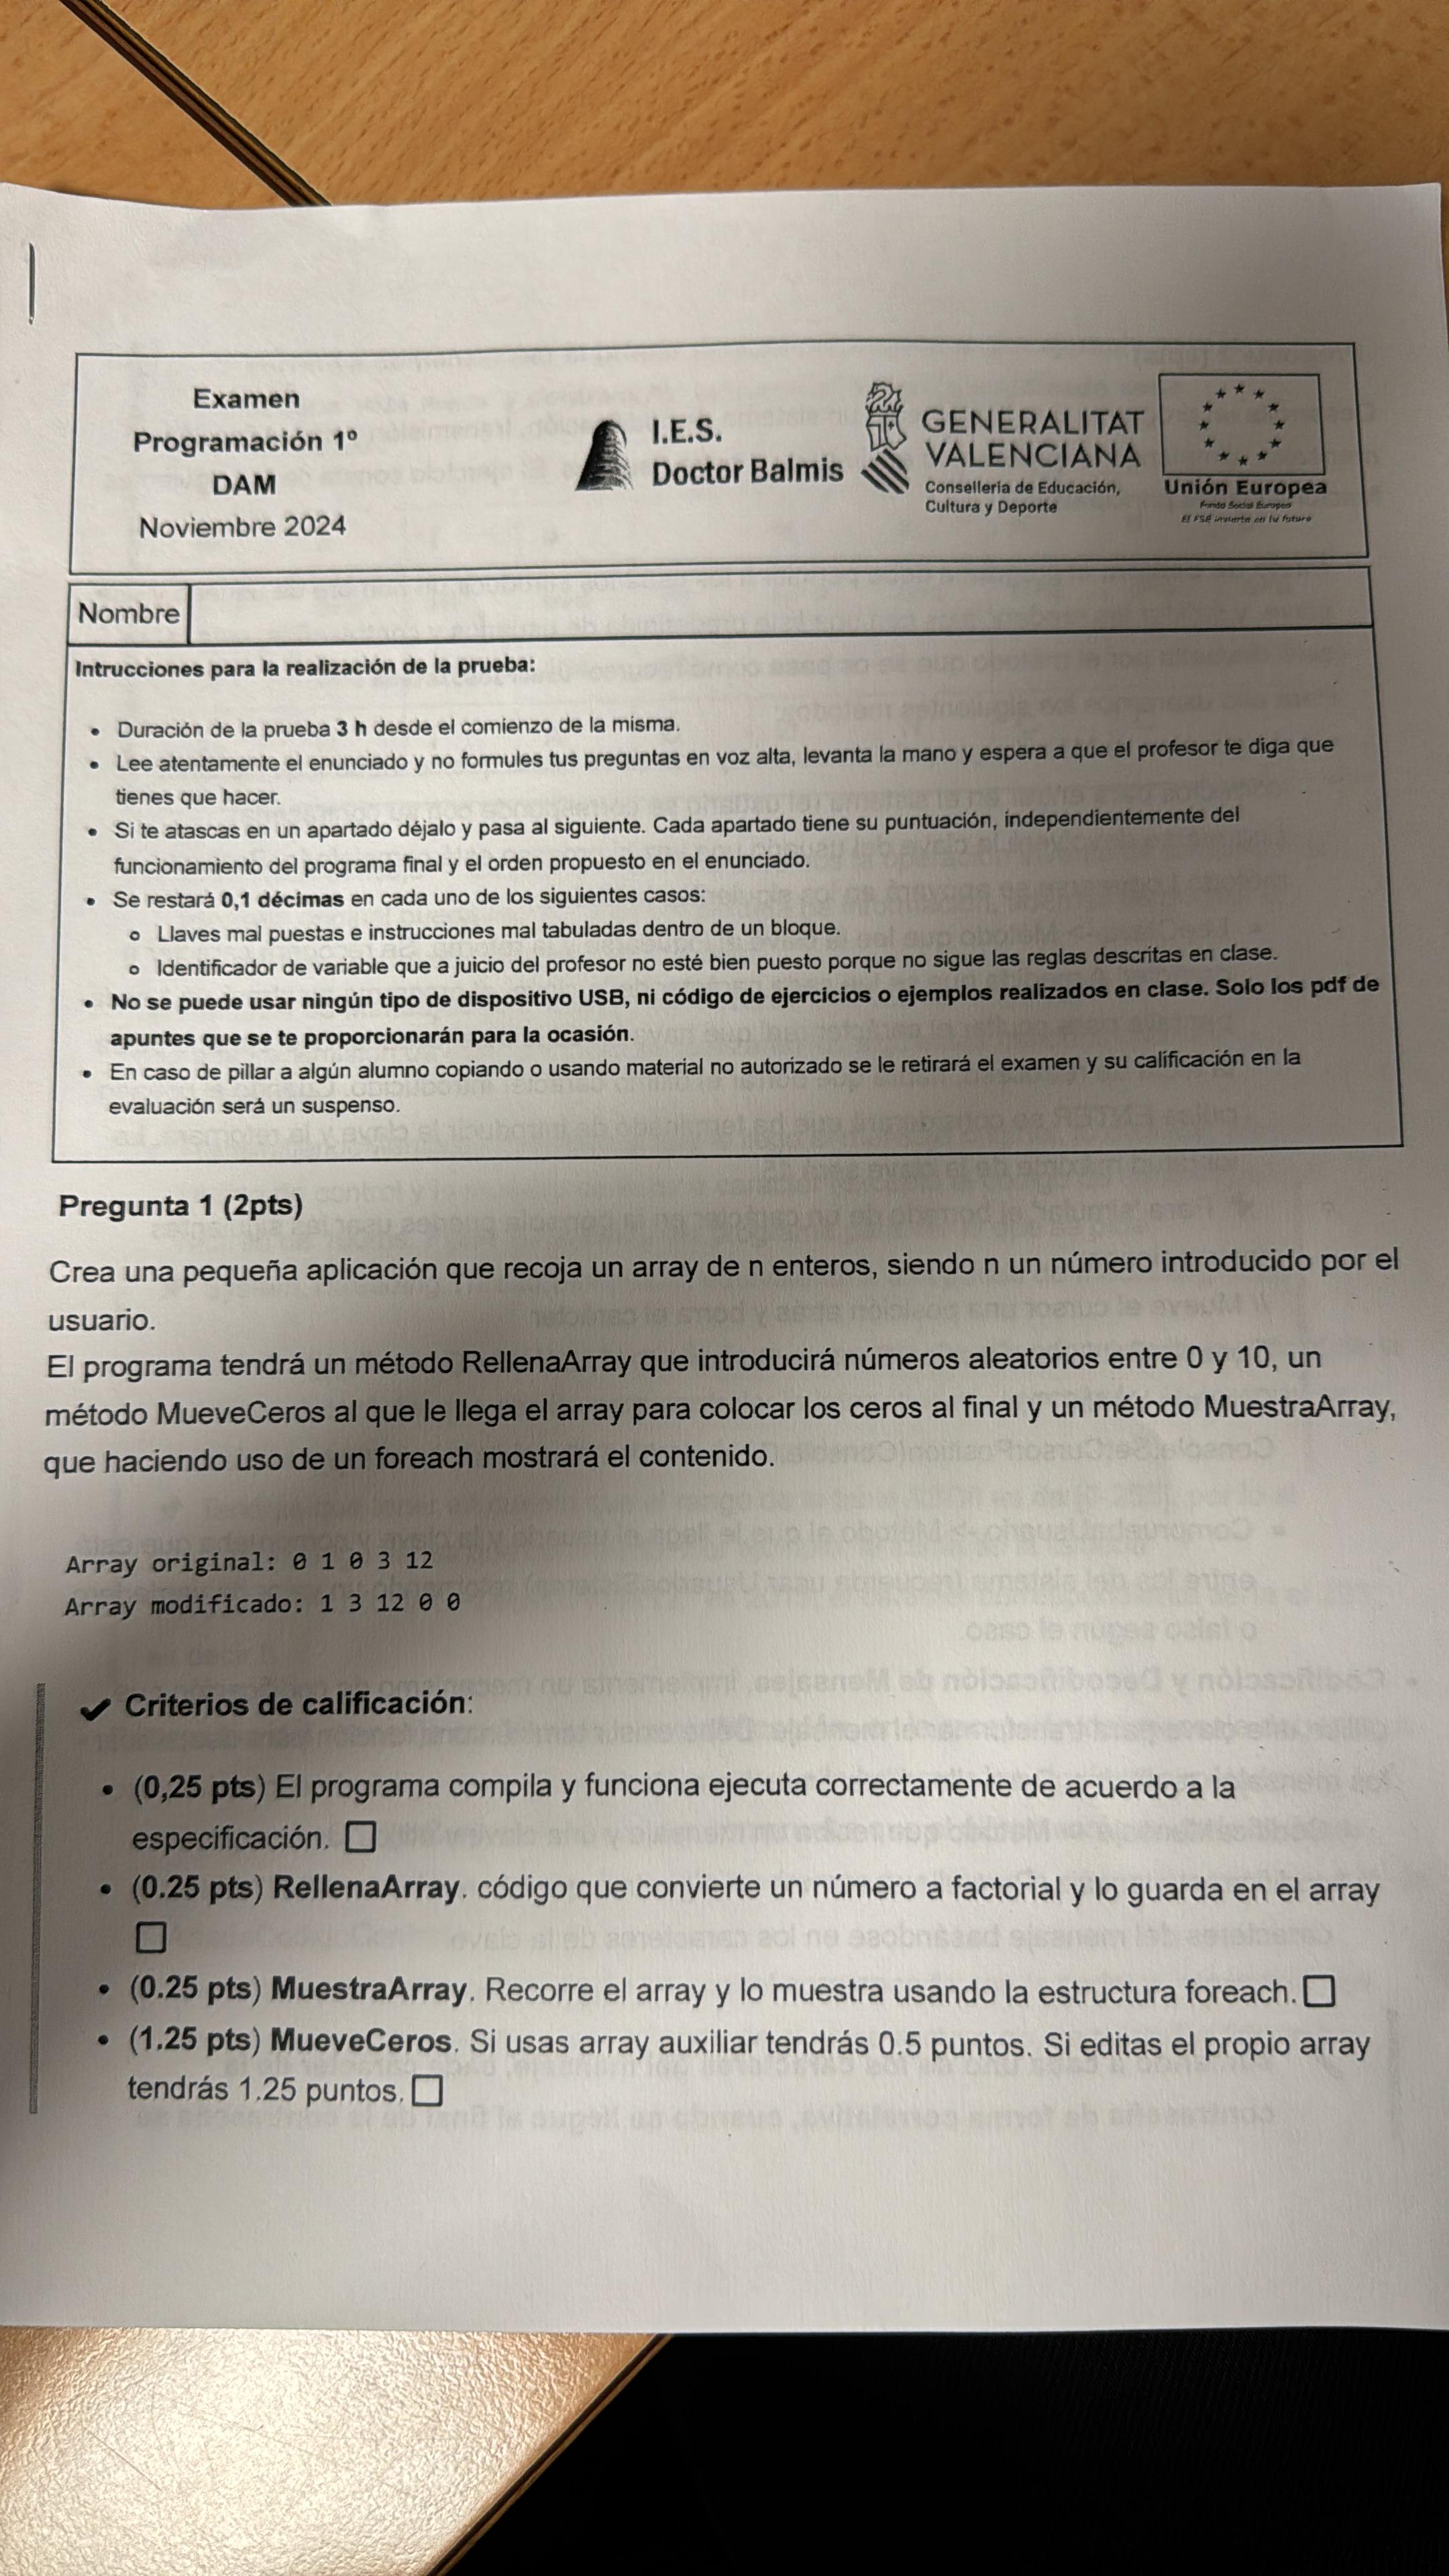 Examen
Programación 1º
DAM
Noviembre 2024
I.E.S.
Doctor Balmis
GENERALITAT
VALENCIANA
Conselleria de Educación,
Cultura y Deporte
Unión Europea
Fondo Social Europeo
El FSE invierte en tu futuro
Nombre
Intrucciones para la realización de la prueba:
• Duración de la prueba 3 h desde el comienzo de la misma.
• Lee atentamente el enunciado y no formules tus preguntas en voz alta, levanta la mano y espera a que el profesor te diga que
tienes que hacer.
• Si te atascas en un apartado déjalo y pasa al siguiente. Cada apartado tiene su puntuación, independientemente del
funcionamiento del programa final y el orden propuesto en el enunciado.
• Se restará 0,1 décimas en cada uno de los siguientes casos:
o Llaves mal puestas e instrucciones mal tabuladas dentro de un bloque.
o Identificador de variable que a juicio del profesor no esté bien puesto porque no sigue las reglas descritas en clase.
• No se puede usar ningún tipo de dispositivo USB, ni código de ejercicios o ejemplos realizados en clase. Solo los pdf de
apuntes que se te proporcionarán para la ocasión.
• En caso de pillar a algún alumno copiando o usando material no autorizado se le retirará el examen y su calificación en la
evaluación será un suspenso.
Pregunta 1 (2pts)
Crea una pequeña aplicación que recoja un array de n enteros, siendo n un número introducido por el
usuario.
El programa tendrá un método RellenaArray que introducirá números aleatorios entre 0 y 10, un
método MueveCeros al que le llega el array para colocar los ceros al final y un método MuestraArray,
que haciendo uso de un foreach mostrará el contenido.
Array original: 0 1 0 3 12
Array modificado: 1 3 12 0 0
✔ Criterios de calificación:
• (0,25 pts) El programa compila y funciona ejecuta correctamente de acuerdo a la
especificación. ☐
• (0.25 pts) RellenaArray. código que convierte un número a factorial y lo guarda en el array
☐
• (0.25 pts) MuestraArray. Recorre el array y lo muestra usando la estructura foreach. ☐
• (1.25 pts) MueveCeros. Si usas array auxiliar tendrás 0.5 puntos. Si editas el propio array
tendrás 1.25 puntos. ☐